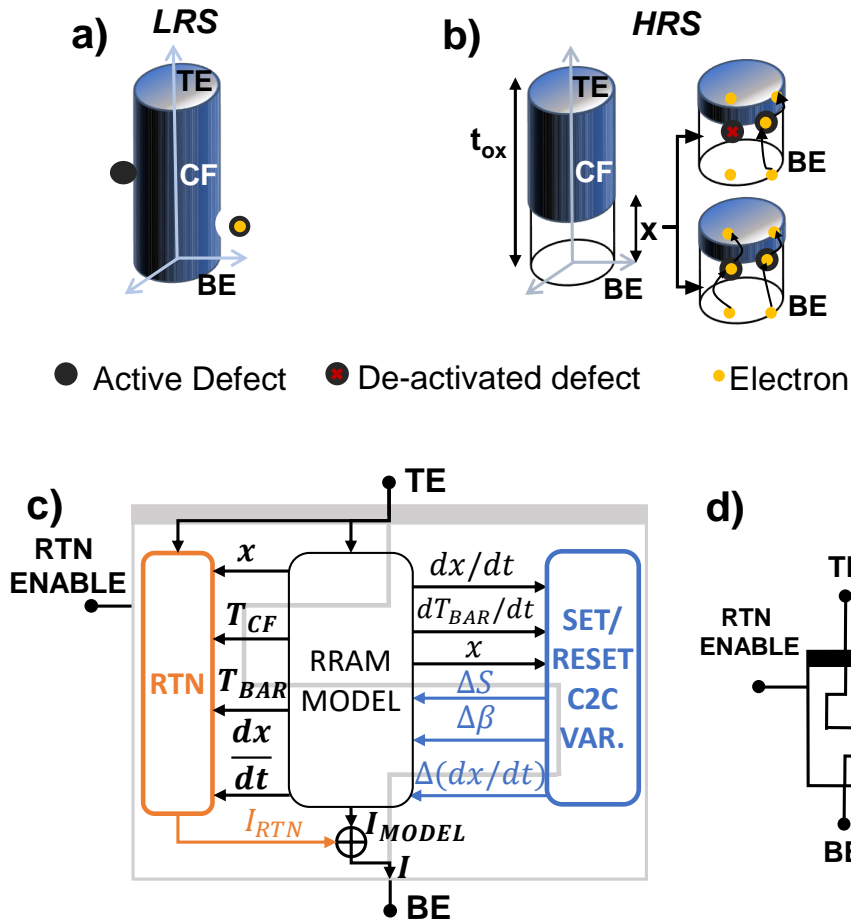 a)
LRS
TE
CF
BE
b)
HRS
TE
t_ox
CF
x
BE
BE
BE
Active Defect
De-activated defect
Electron
c)
TE
RTN
ENABLE
RTN
x
T_CF
T_BAR
dx
dt
RRAM
MODEL
dx/dt
dT_BAR/dt
x
ΔS
Δβ
Δ(dx/dt)
SET/
RESET
C2C
VAR.
I_RTN
I_MODEL
I
BE
d)
RTN
ENABLE
BE